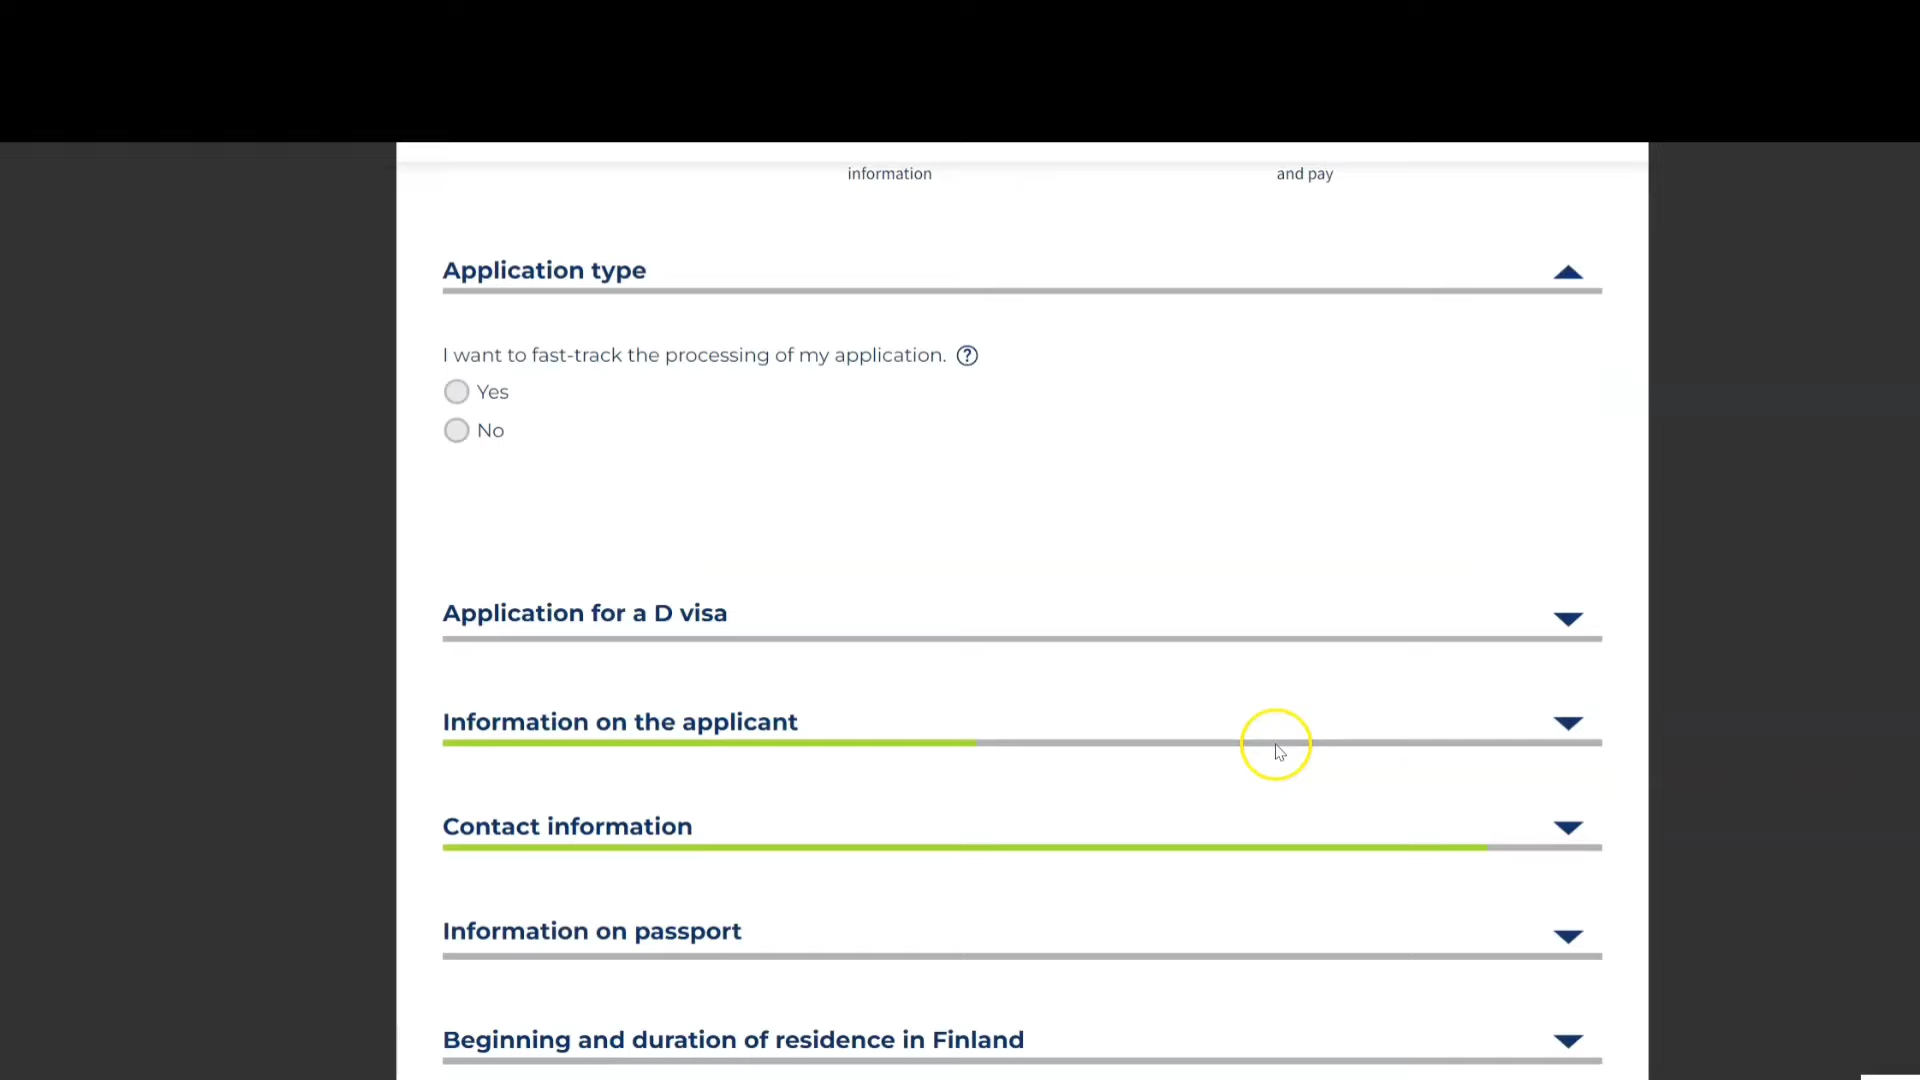 information
and pay
Application type
I want to fast-track the processing of my application. ?
Yes
No
Application for a D visa
Information on the applicant
Contact information
Information on passport
Beginning and duration of residence in Finland